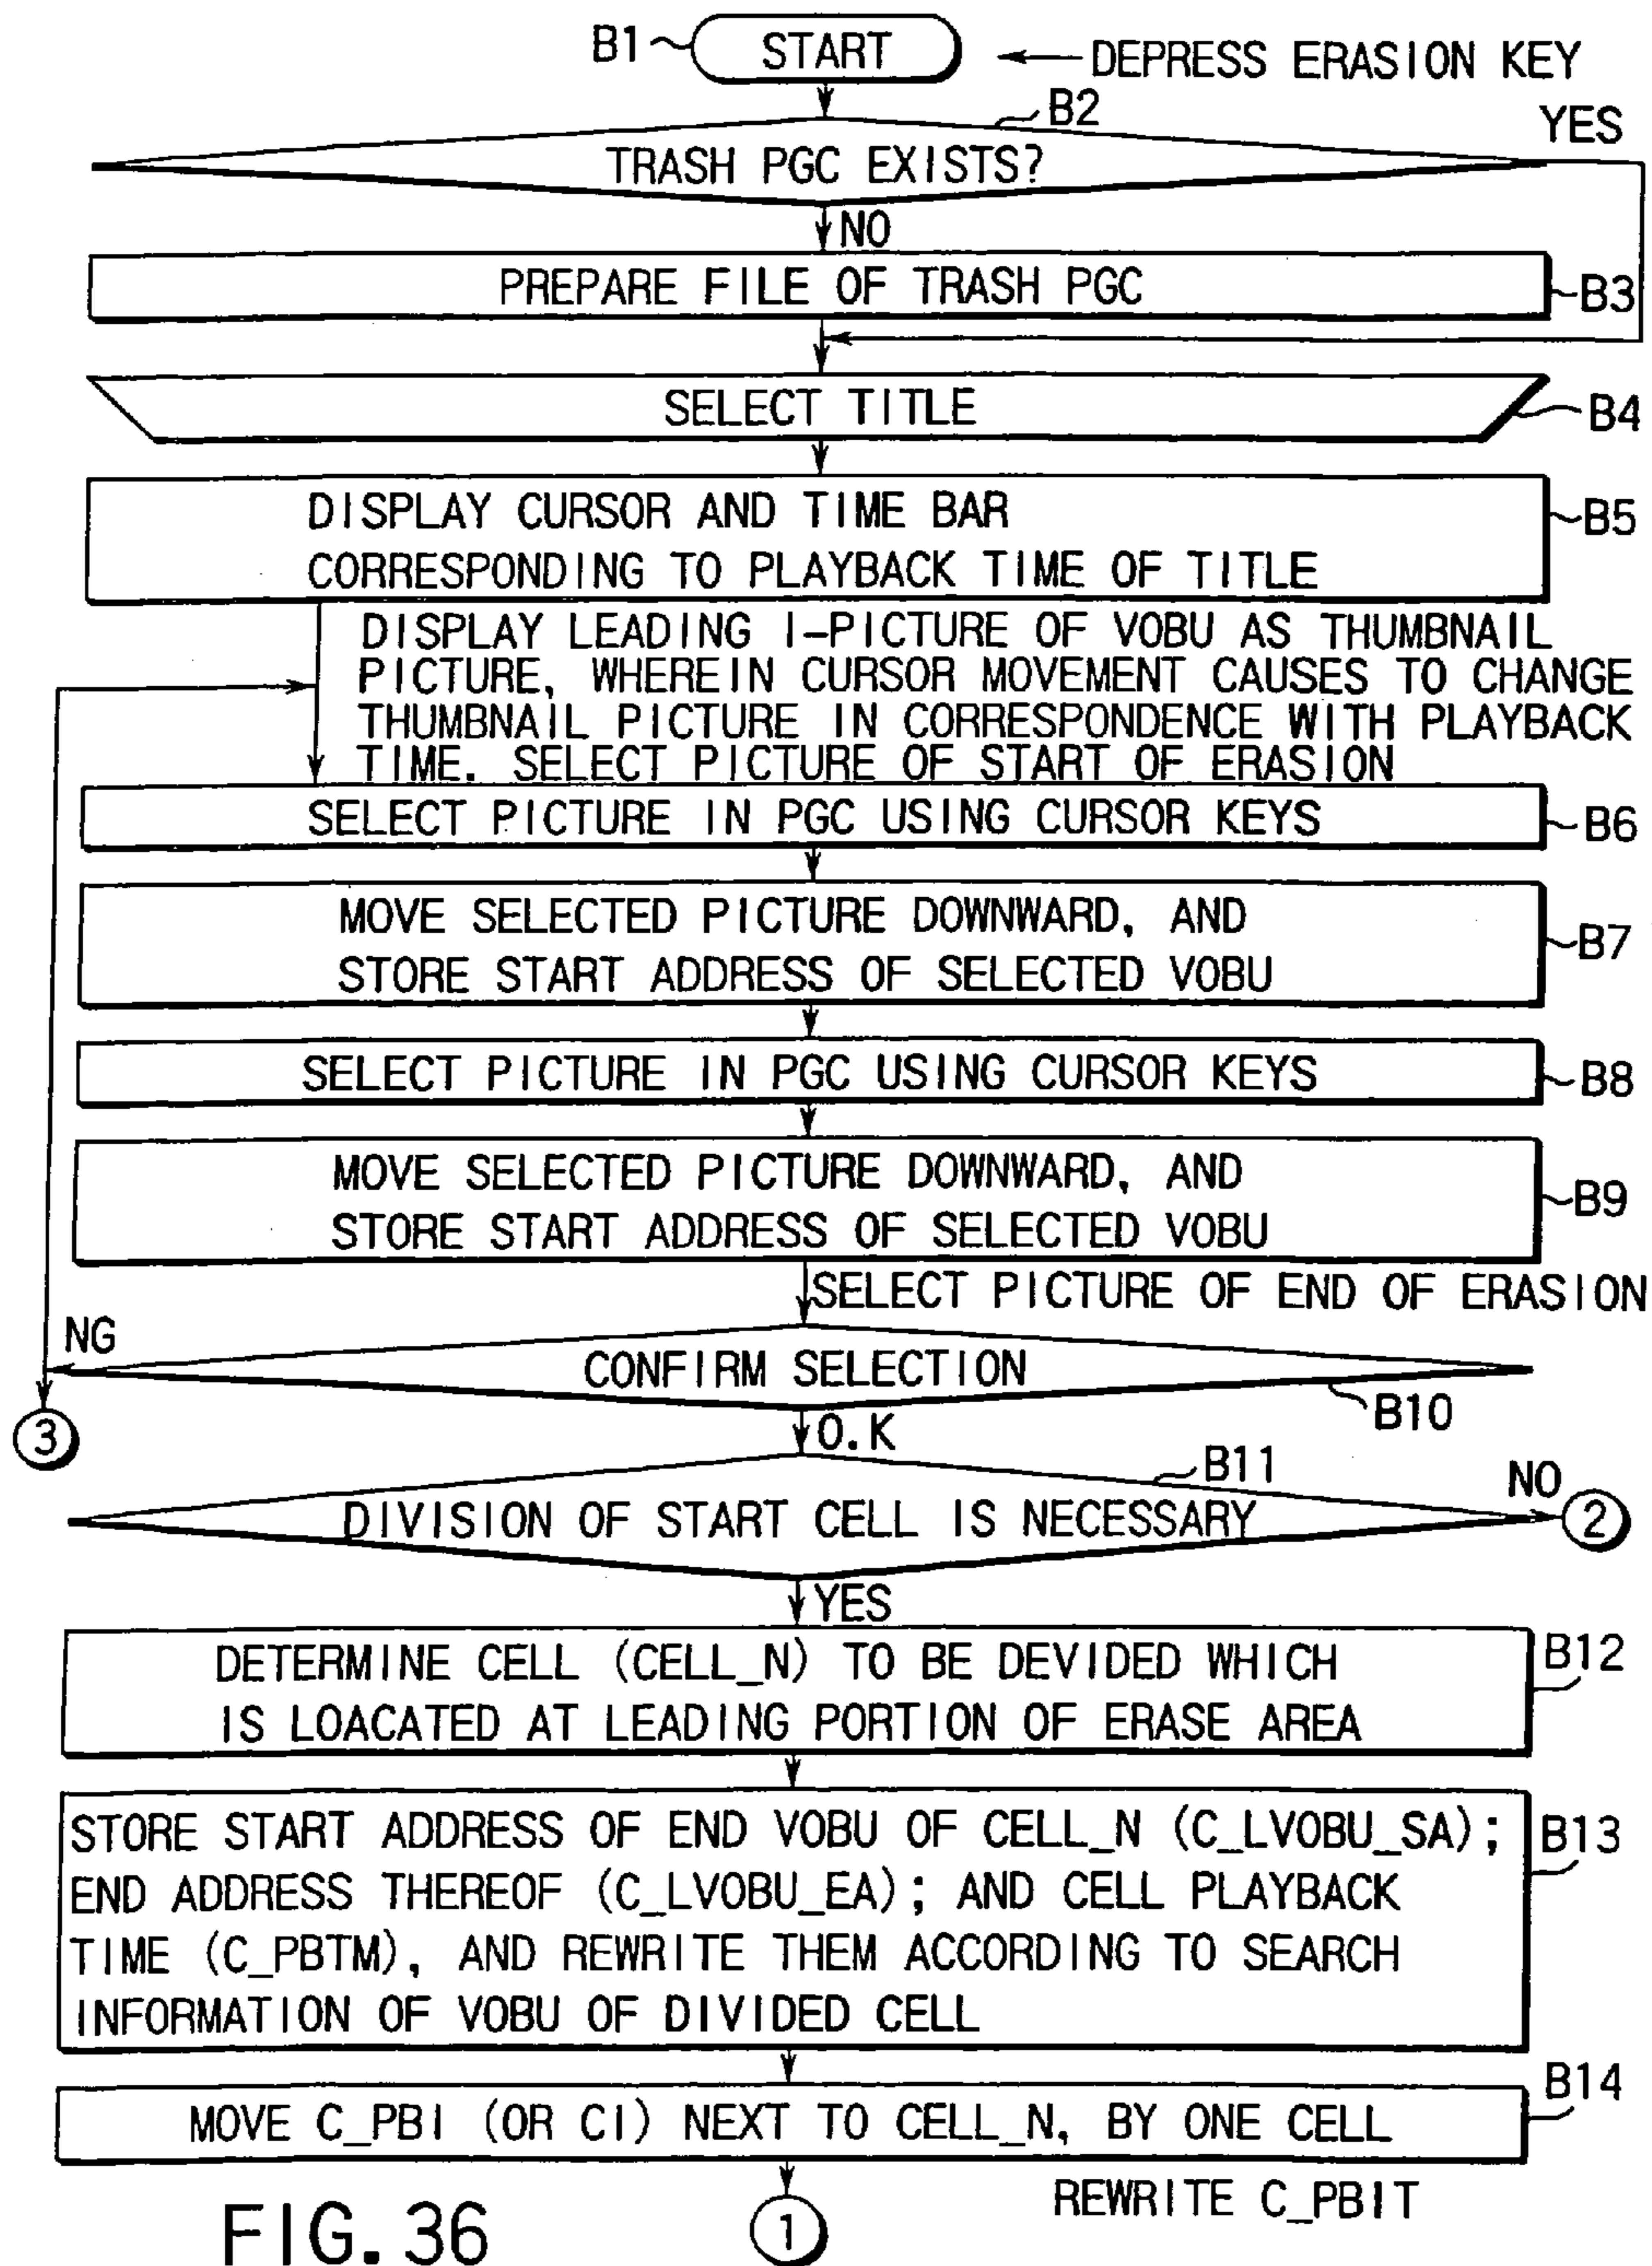 B1 START ← DEPRESS ERASION KEY
B2 YES
TRASH PGC EXISTS?
NO
PREPARE FILE OF TRASH PGC B3
SELECT TITLE B4
DISPLAY CURSOR AND TIME BAR B5
CORRESPONDING TO PLAYBACK TIME OF TITLE
DISPLAY LEADING I-PICTURE OF VOBU AS THUMBNAIL
PICTURE, WHEREIN CURSOR MOVEMENT CAUSES TO CHANGE
THUMBNAIL PICTURE IN CORRESPONDENCE WITH PLAYBACK
TIME. SELECT PICTURE OF START OF ERASION
SELECT PICTURE IN PGC USING CURSOR KEYS B6
MOVE SELECTED PICTURE DOWNWARD, AND B7
STORE START ADDRESS OF SELECTED VOBU
SELECT PICTURE IN PGC USING CURSOR KEYS B8
MOVE SELECTED PICTURE DOWNWARD, AND B9
STORE START ADDRESS OF SELECTED VOBU
SELECT PICTURE OF END OF ERASION
NG
CONFIRM SELECTION
B10
3
O.K
B11
NO
DIVISION OF START CELL IS NECESSARY 2
YES
DETERMINE CELL (CELL_N) TO BE DEVIDED WHICH B12
IS LOACATED AT LEADING PORTION OF ERASE AREA
STORE START ADDRESS OF END VOBU OF CELL_N (C_LVOBU_SA); B13
END ADDRESS THEREOF (C_LVOBU_EA); AND CELL PLAYBACK
TIME (C_PBTM), AND REWRITE THEM ACCORDING TO SEARCH
INFORMATION OF VOBU OF DIVIDED CELL
B14
MOVE C_PBI (OR CI) NEXT TO CELL_N, BY ONE CELL
REWRITE C_PBIT
FIG. 36 1